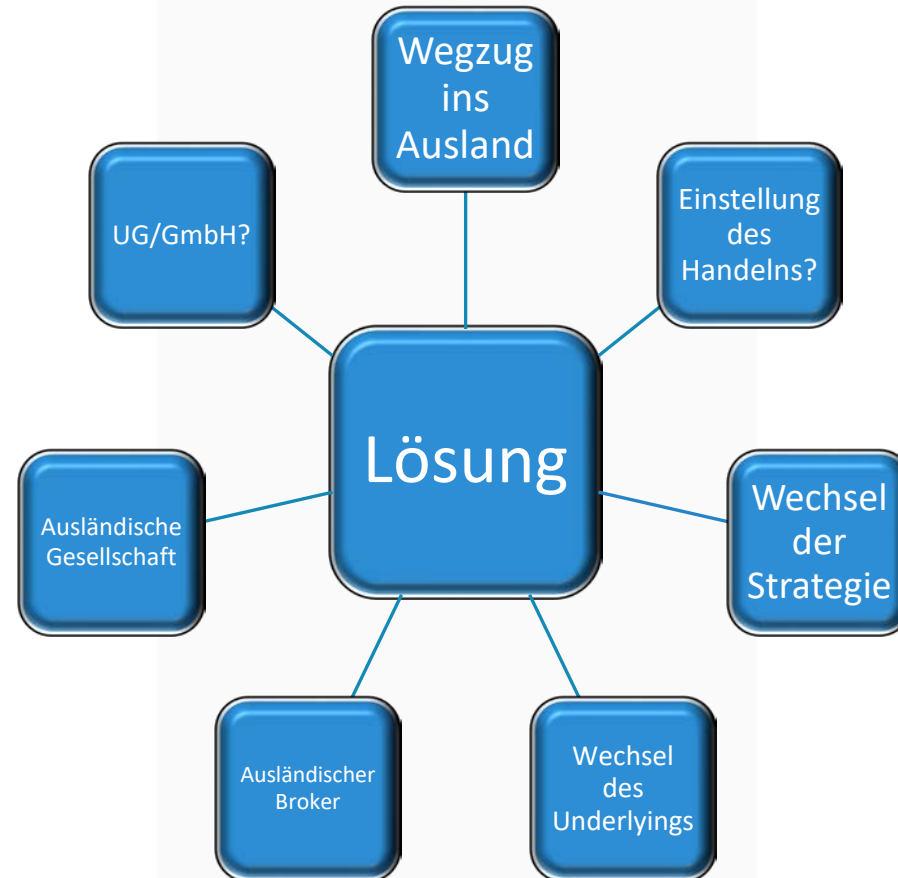 Wegzug
ins
Ausland
UG/GmbH?
Einstellung
des
Handelns?
Lösung
Ausländische
Gesellschaft
Wechsel
der
Strategie
Ausländischer
Broker
Wechsel
des
Underlyings